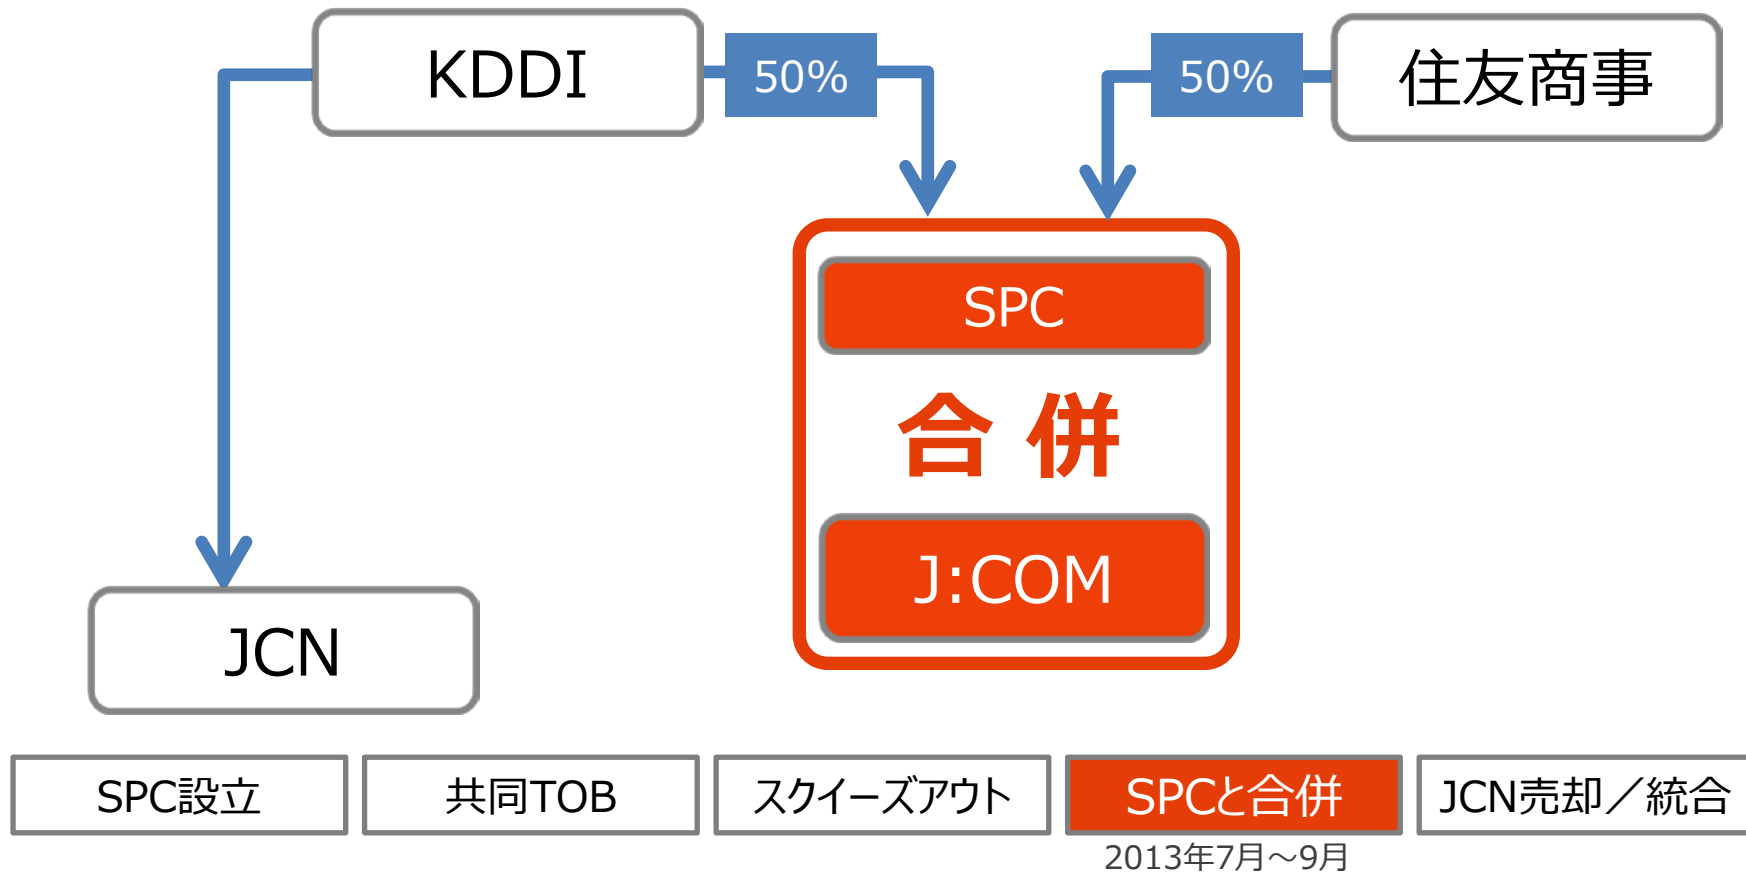 KDDI
50%
50%
住友商事
SPC
合併
J:COM
JCN
SPC設立
共同TOB
スクイーズアウト
SPCと合併
JCN売却／統合
2013年7月～9月